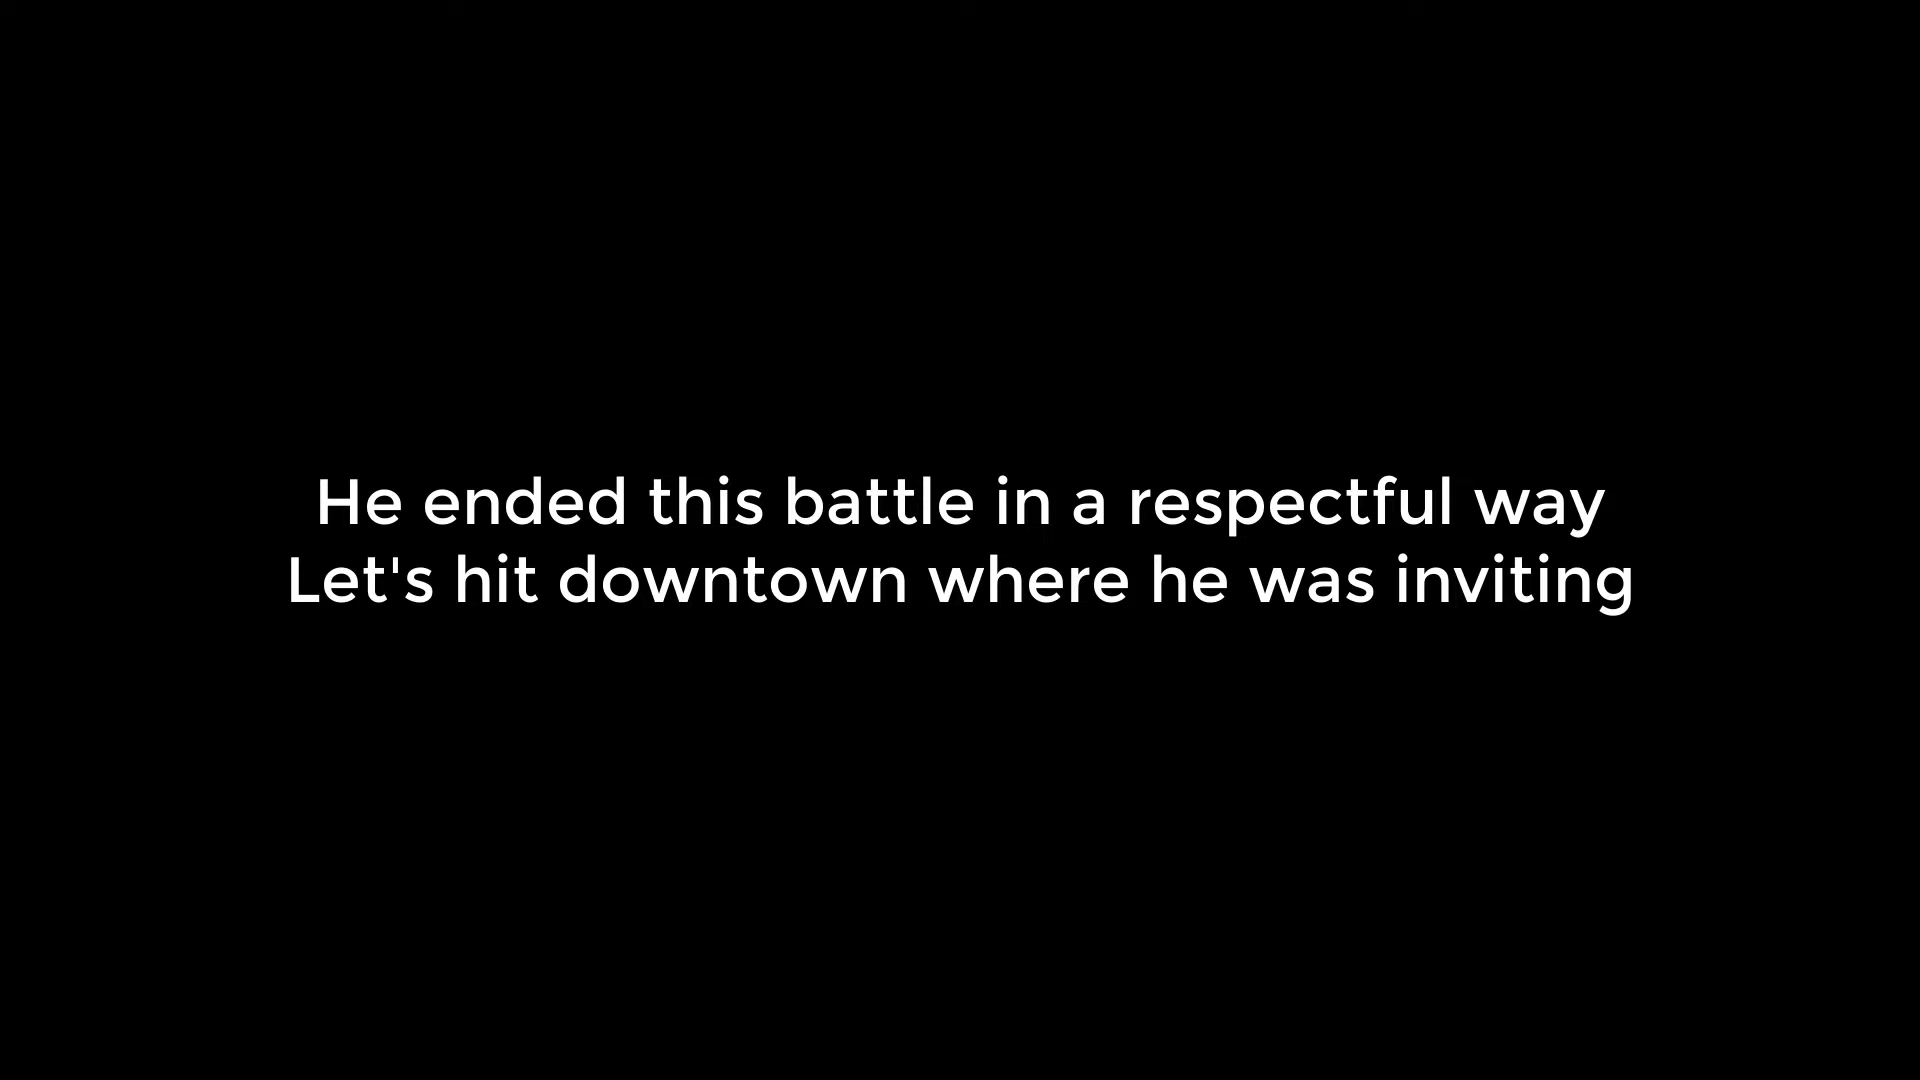 He ended this battle in a respectful way
Let's hit downtown where he was inviting